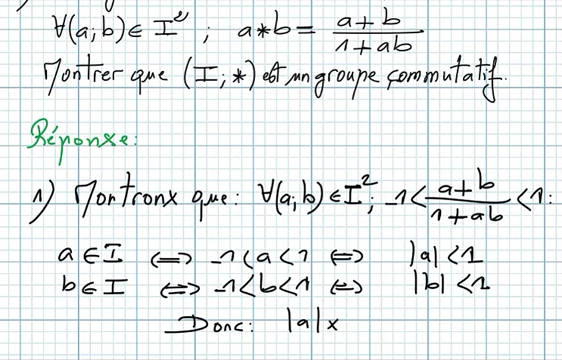 ∀(a;b)∈I² ; a*b = (a+b)/(1+ab)
Montrer que (I;*) est un groupe commutatif.
Réponse:
1) Montrons que: ∀(a;b)∈I²; -1<(a+b)/(1+ab)<1:
a∈I ⇔ -1<a<1 ⇔ |a|<1
b∈I ⇔ -1<b<1 ⇔ |b|<1
Donc: |a|x